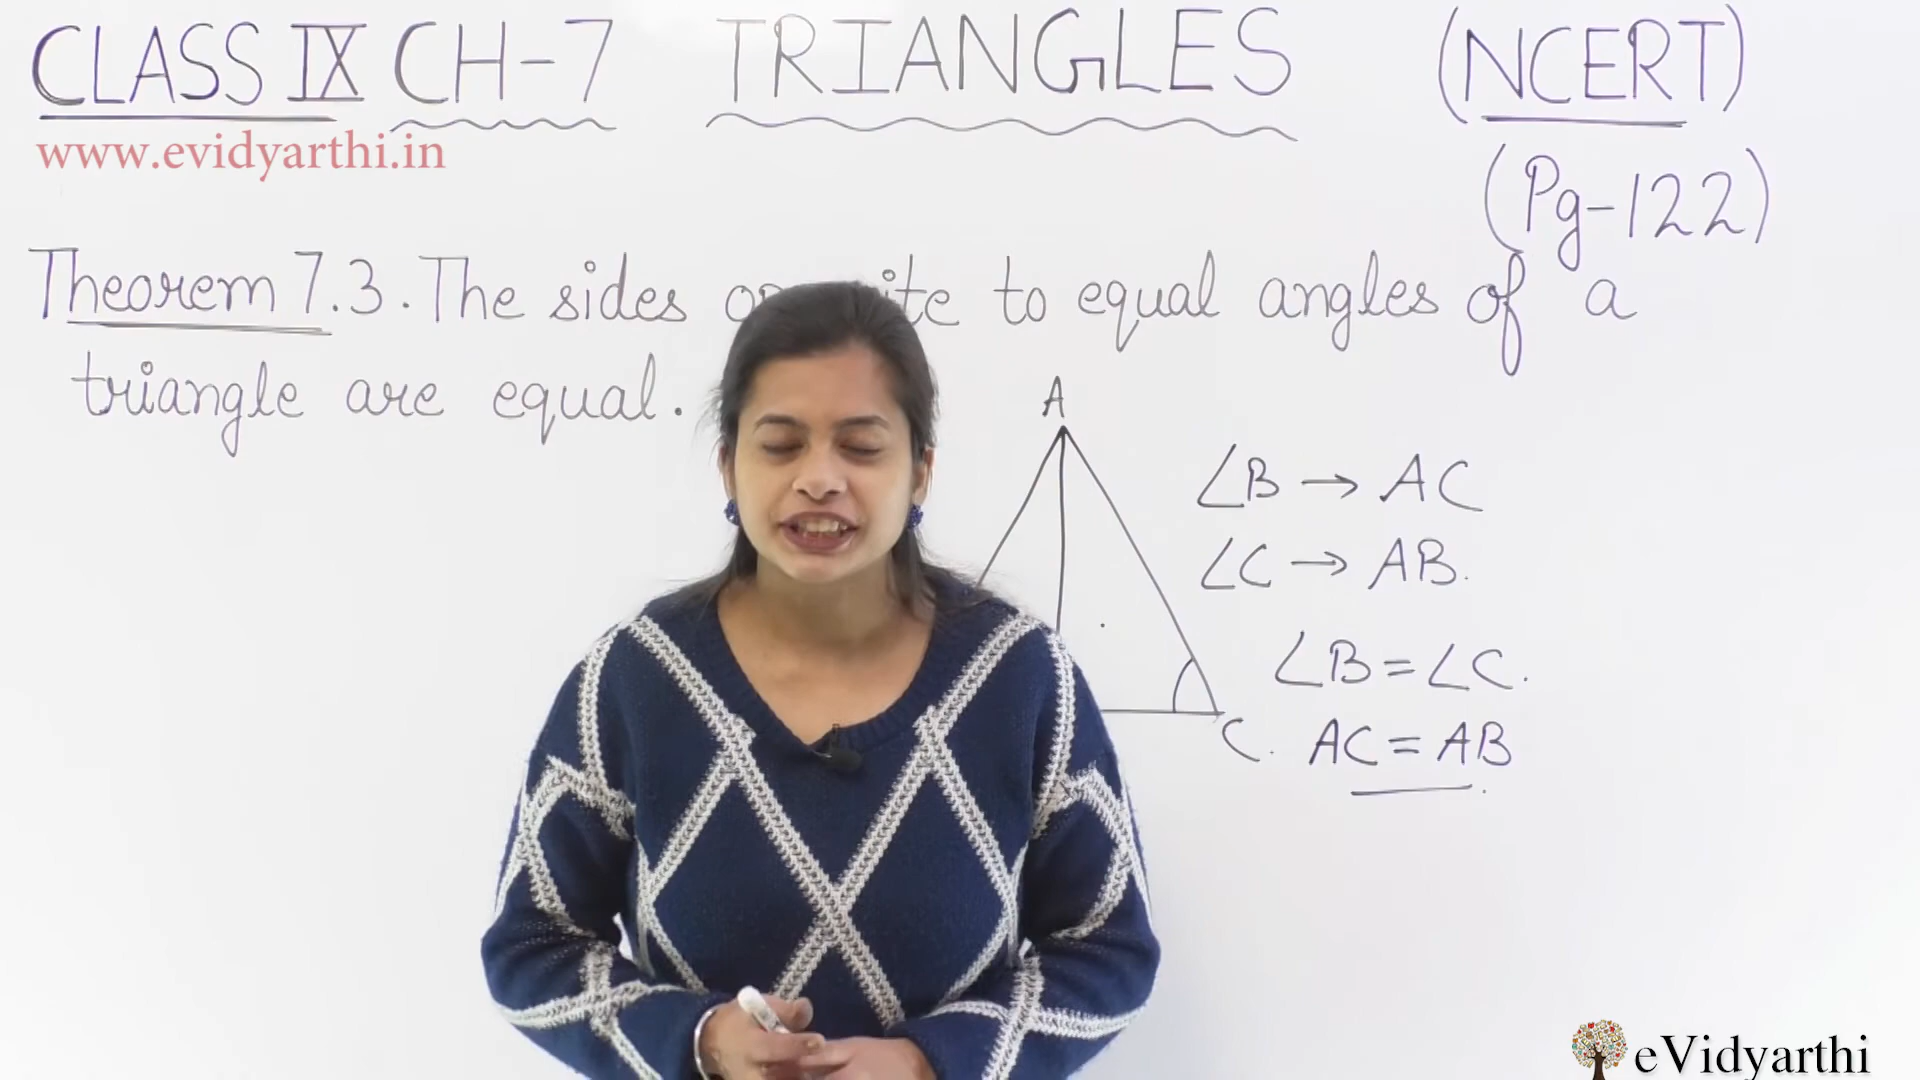 CLASS IX CH-7 TRIANGLES (NCERT)
www.evidyarthi.in
(Pg-122)
Theorem 7.3. The sides to equal angles of a
triangle are equal.
A
∠B → AC
∠C → AB.
∠B = ∠C.
C. AC = AB
eVidyarthi